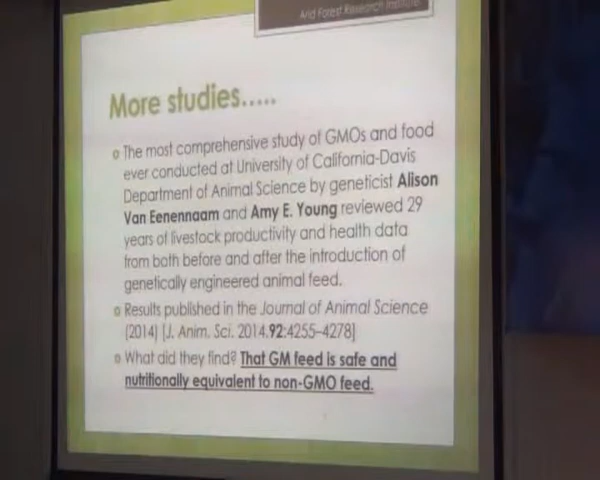 And Forest Research Institute
More studies.....
o The most comprehensive study of GMOs and food
ever conducted at University of California-Davis
Department of Animal Science by geneticist Alison
Van Eenennaam and Amy E. Young reviewed 29
years of livestock productivity and health data
from both before and after the introduction of
genetically engineered animal feed.
o Results published in the Journal of Animal Science
(2014) [J. Anim. Sci. 2014.92:4255–4278]
o What did they find? That GM feed is safe and
nutritionally equivalent to non-GMO feed.